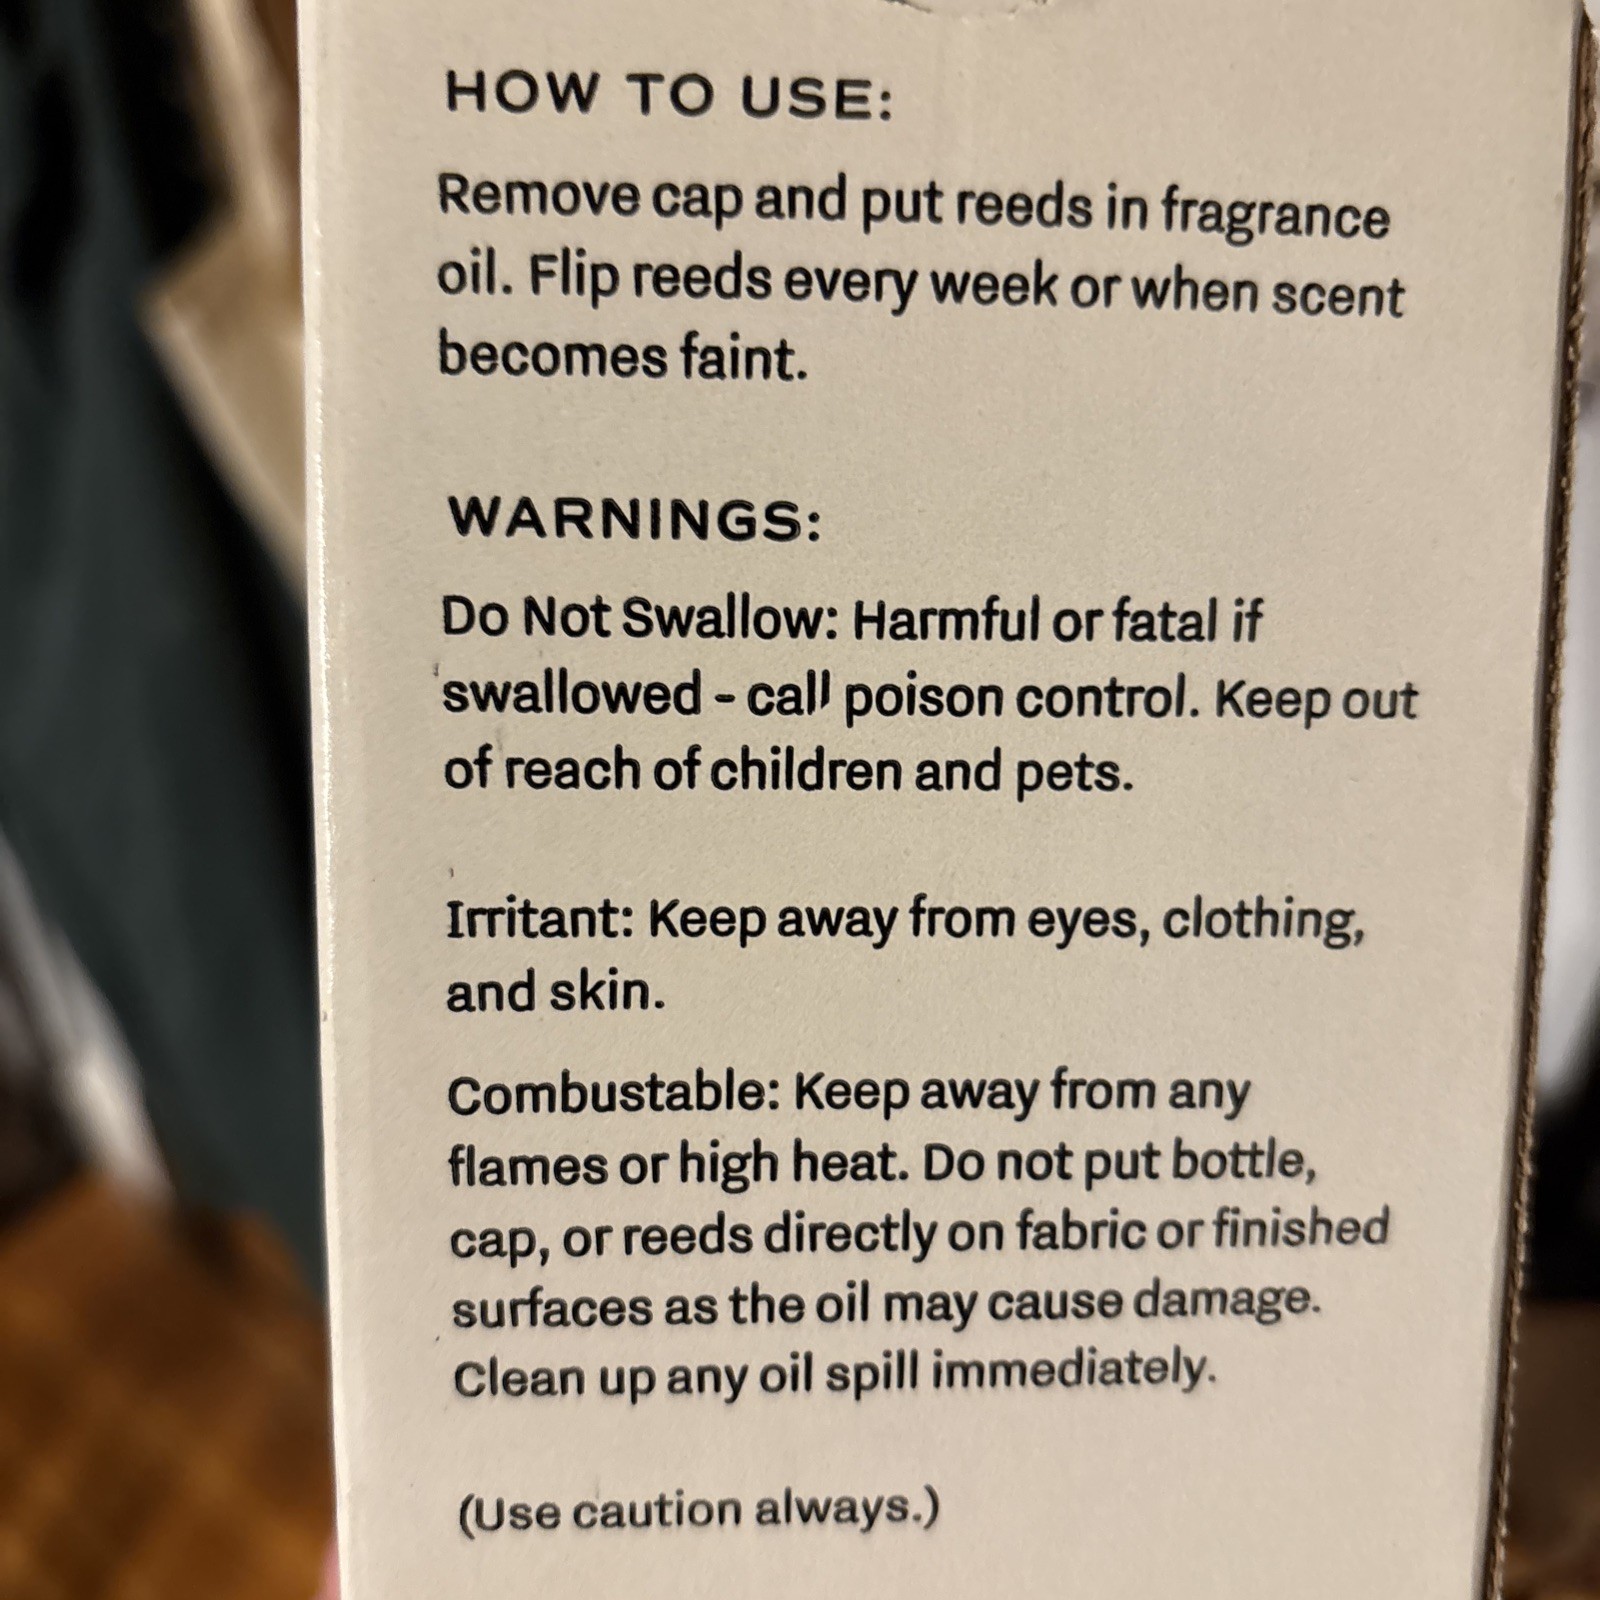 HOW TO USE:
Remove cap and put reeds in fragrance
oil. Flip reeds every week or when scent
becomes faint.
WARNINGS:
Do Not Swallow: Harmful or fatal if
swallowed - call poison control. Keep out
of reach of children and pets.
Irritant: Keep away from eyes, clothing,
and skin.
Combustable: Keep away from any
flames or high heat. Do not put bottle,
cap, or reeds directly on fabric or finished
surfaces as the oil may cause damage.
Clean up any oil spill immediately.
(Use caution always.)